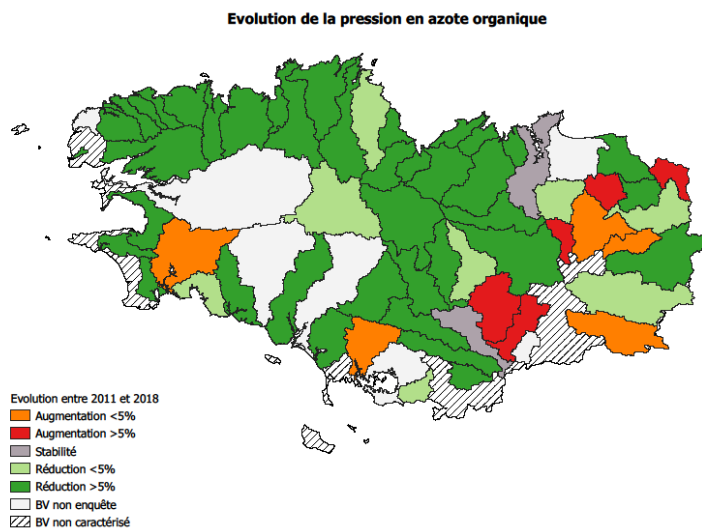 Evolution de la pression en azote organique
Evolution entre 2011 et 2018
Augmentation <5%
Augmentation >5%
Stabilité
Réduction <5%
Réduction >5%
BV non enquête
BV non caractérisé